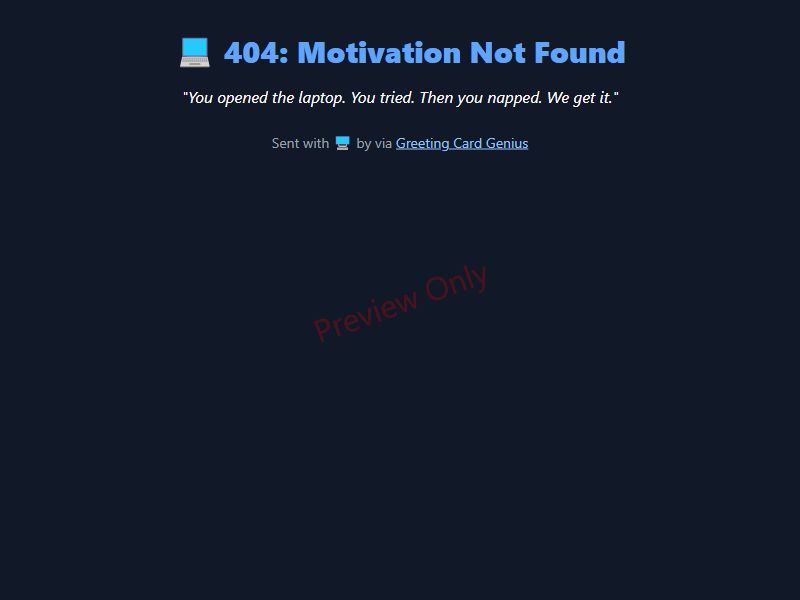 💻 404: Motivation Not Found
"You opened the laptop. You tried. Then you napped. We get it."
Sent with 💻 by via Greeting Card Genius
Preview Only